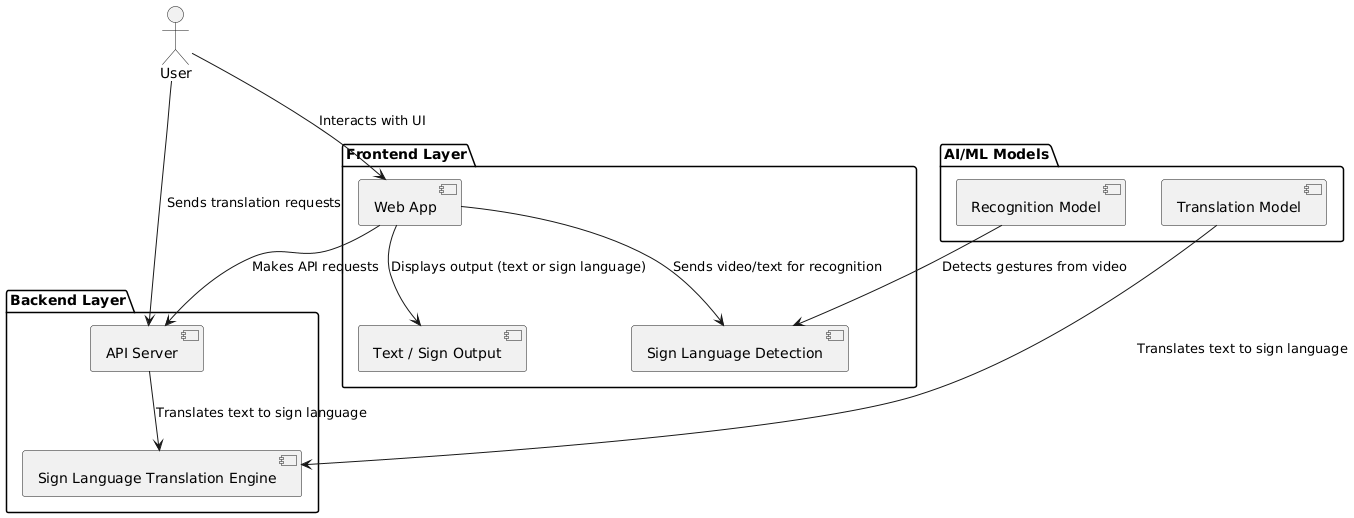 User
Interacts with UI
Frontend Layer
AI/ML Models
Web App
Recognition Model
Translation Model
Sends translation requests
Makes API requests
Displays output (text or sign language)
Sends video/text for recognition
Detects gestures from video
Backend Layer
API Server
Text / Sign Output
Sign Language Detection
Translates text to sign language
Translates text to sign language
Sign Language Translation Engine